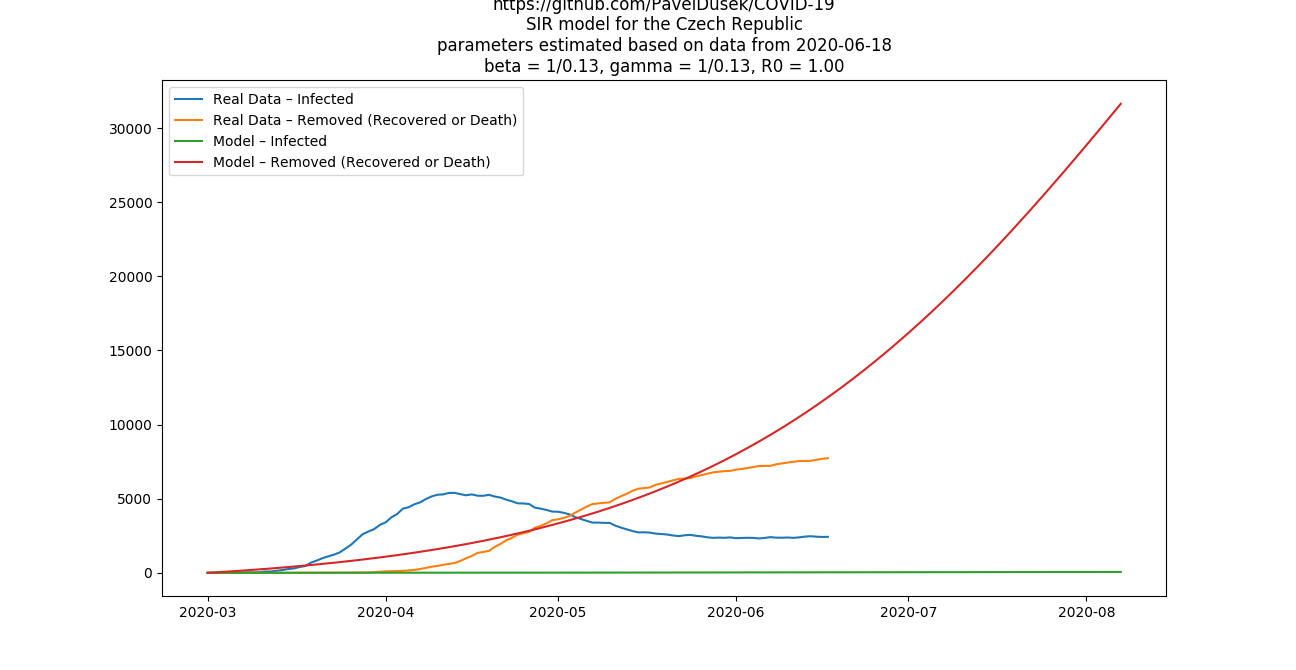 https://github.com/PavelDusek/COVID-19
SIR model for the Czech Republic
parameters estimated based on data from 2020-06-18
beta = 1/0.13, gamma = 1/0.13, R0 = 1.00
Real Data – Infected
Real Data – Removed (Recovered or Death)
Model – Infected
Model – Removed (Recovered or Death)
30000
25000
20000
15000
10000
5000
0
2020-03
2020-04
2020-05
2020-06
2020-07
2020-08